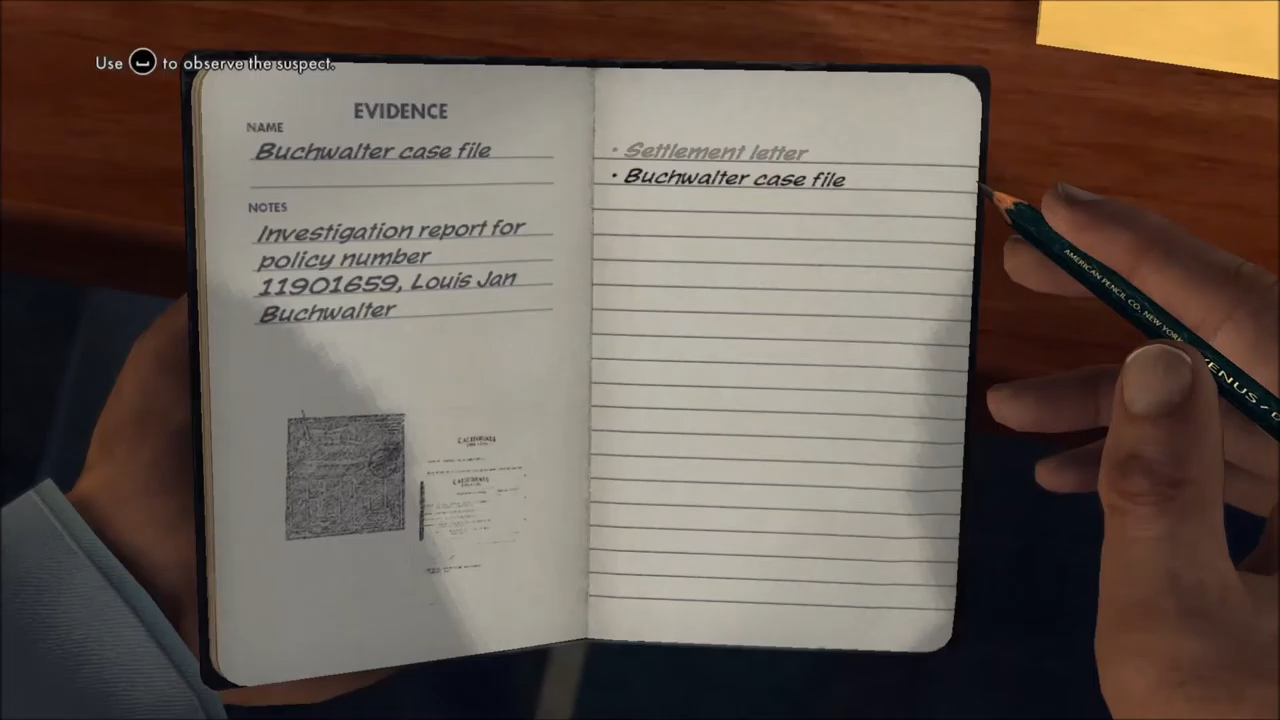 Use to observe the suspect.
EVIDENCE
NAME
Buchwalter case file
NOTES
Investigation report for
policy number
11901659, Louis Jan
Buchwalter
• Settlement letter
• Buchwalter case file
AMERICAN PENCIL CO. NEW YORK
VENUS